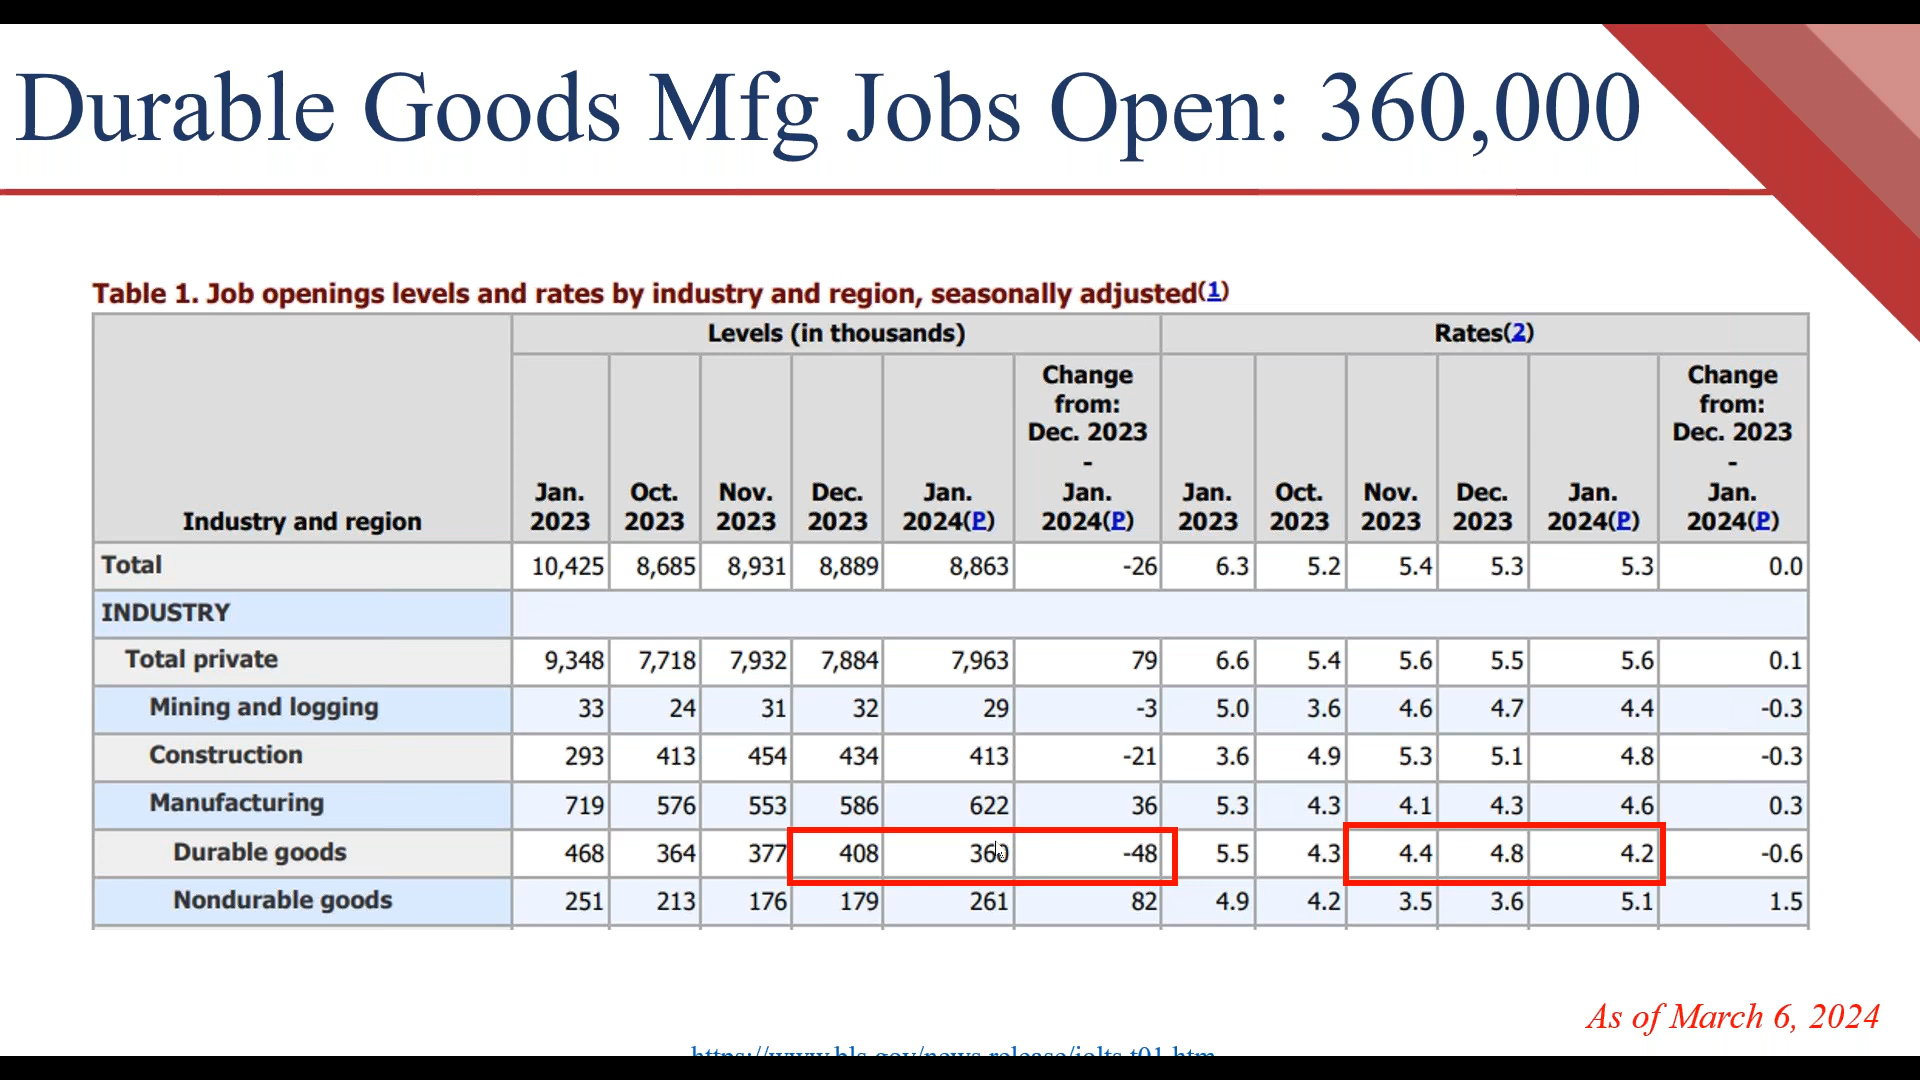 Durable Goods Mfg Jobs Open: 360,000
Table 1. Job openings levels and rates by industry and region, seasonally adjusted(1)
Industry and region
Levels (in thousands)
Rates(2)
Jan. 2023
Oct. 2023
Nov. 2023
Dec. 2023
Jan. 2024(P)
Change from: Dec. 2023 - Jan. 2024(P)
Jan. 2023
Oct. 2023
Nov. 2023
Dec. 2023
Jan. 2024(P)
Change from: Dec. 2023 - Jan. 2024(P)
Total 10,425 8,685 8,931 8,889 8,863 -26 6.3 5.2 5.4 5.3 5.3 0.0
INDUSTRY
Total private 9,348 7,718 7,932 7,884 7,963 79 6.6 5.4 5.6 5.5 5.6 0.1
Mining and logging 33 24 31 32 29 -3 5.0 3.6 4.6 4.7 4.4 -0.3
Construction 293 413 454 434 413 -21 3.6 4.9 5.3 5.1 4.8 -0.3
Manufacturing 719 576 553 586 622 36 5.3 4.3 4.1 4.3 4.6 0.3
Durable goods 468 364 377 408 360 -48 5.5 4.3 4.4 4.8 4.2 -0.6
Nondurable goods 251 213 176 179 261 82 4.9 4.2 3.5 3.6 5.1 1.5
As of March 6, 2024
https://www.bls.gov/news.release/jolts.t01.htm